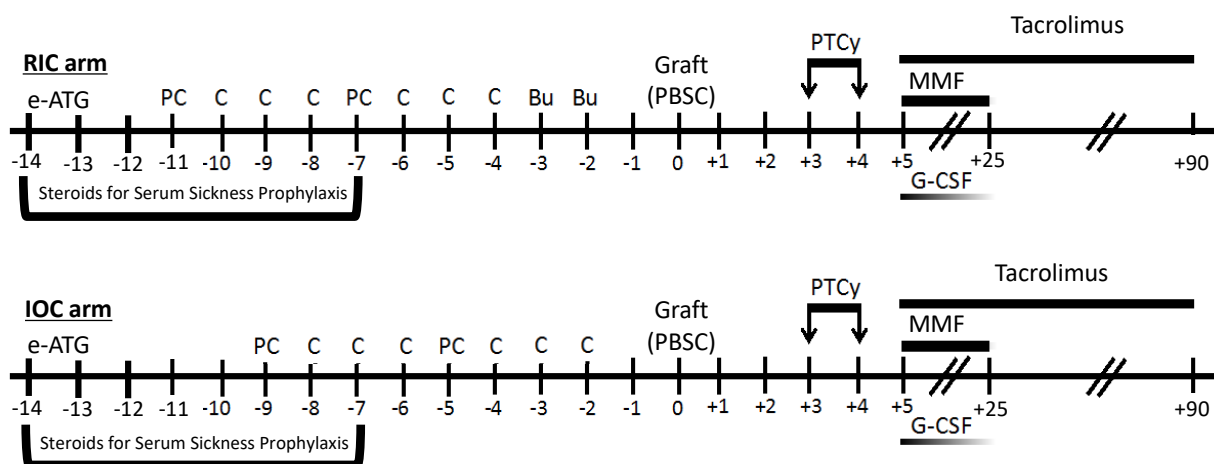 Tacrolimus
PTCy
RIC arm
Graft
(PBSC)
MMF
e-ATG PC C C C PC C C C Bu Bu
-14 -13 -12 -11 -10 -9 -8 -7 -6 -5 -4 -3 -2 -1 0 +1 +2 +3 +4 +5 +25 +90
Steroids for Serum Sickness Prophylaxis
G-CSF
Tacrolimus
PTCy
IOC arm
Graft
(PBSC)
MMF
e-ATG PC C C C PC C C C
-14 -13 -12 -11 -10 -9 -8 -7 -6 -5 -4 -3 -2 -1 0 +1 +2 +3 +4 +5 +25 +90
Steroids for Serum Sickness Prophylaxis
G-CSF